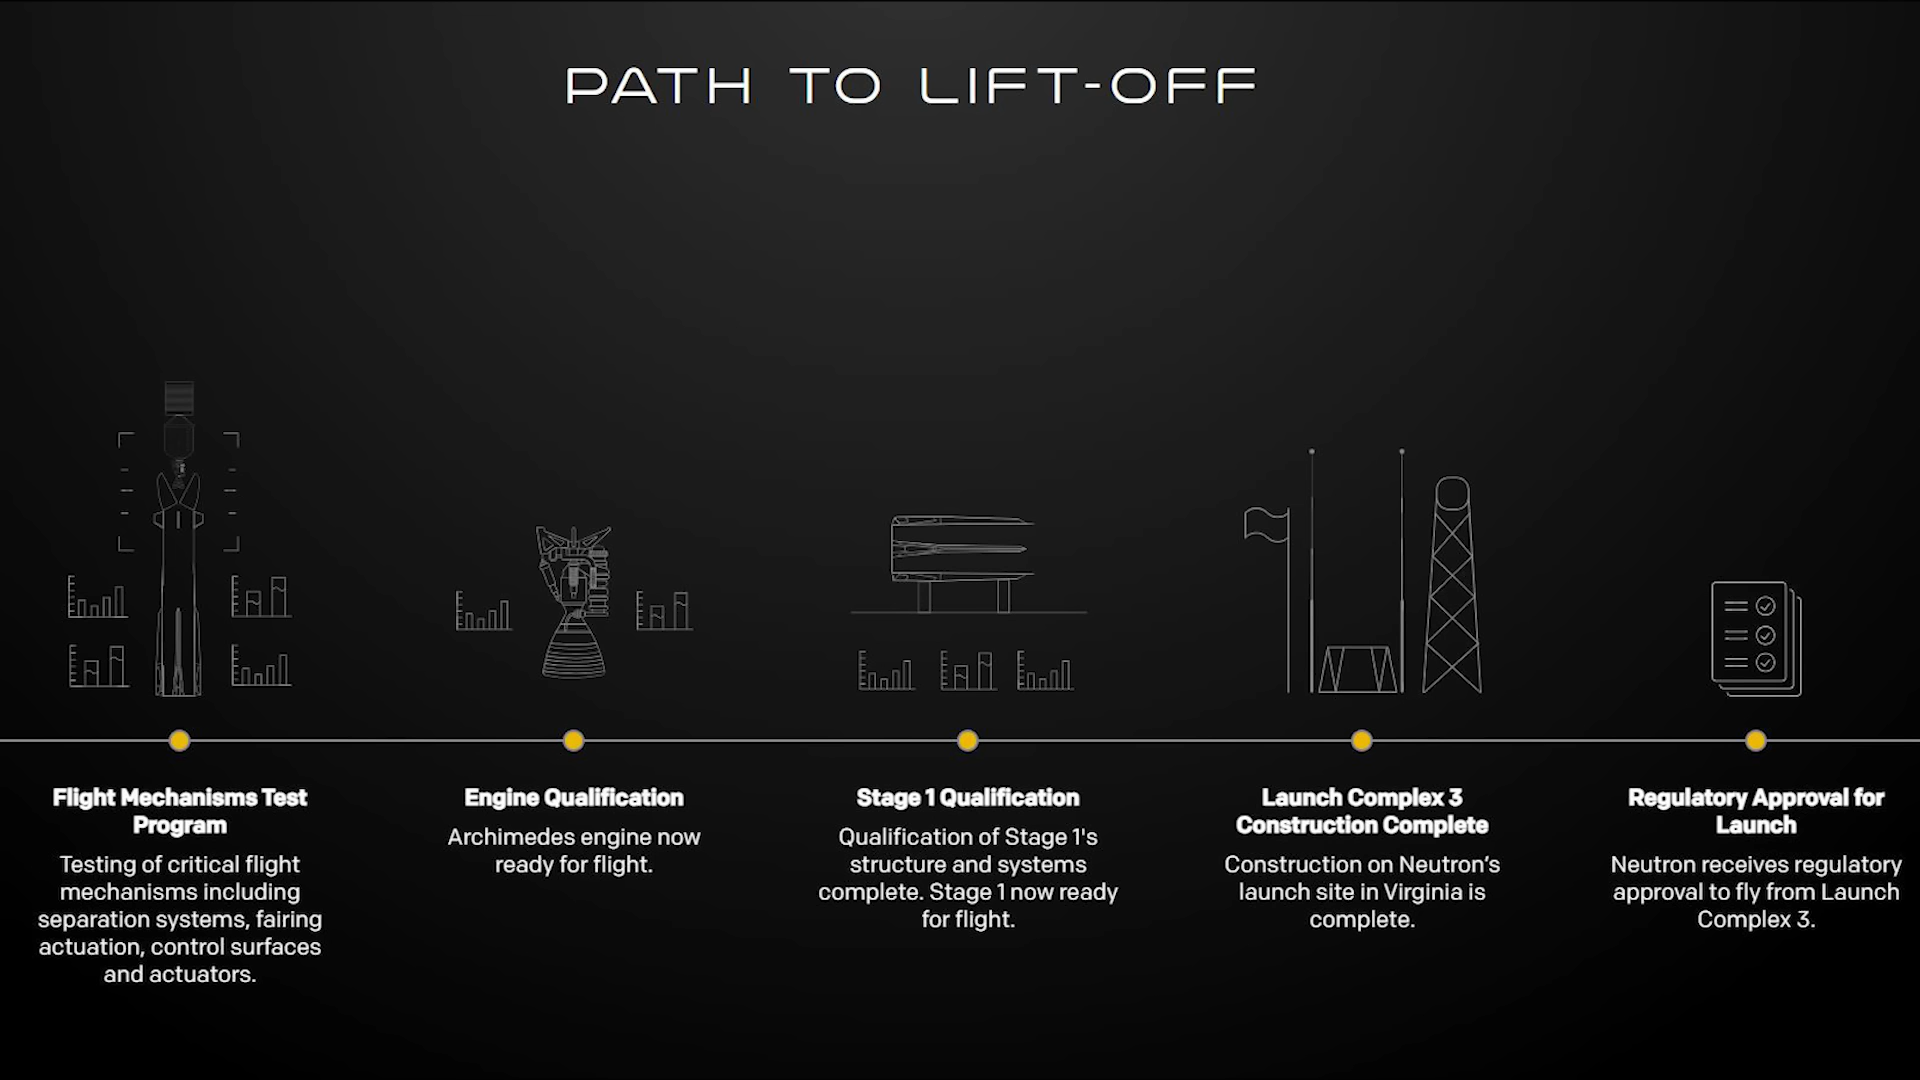 PATH TO LIFT-OFF
Flight Mechanisms Test
Program
Testing of critical flight
mechanisms including
separation systems, fairing
actuation, control surfaces
and actuators.
Engine Qualification
Archimedes engine now
ready for flight.
Stage 1 Qualification
Qualification of Stage 1's
structure and systems
complete. Stage 1 now ready
for flight.
Launch Complex 3
Construction Complete
Construction on Neutron’s
launch site in Virginia is
complete.
Regulatory Approval for
Launch
Neutron receives regulatory
approval to fly from Launch
Complex 3.